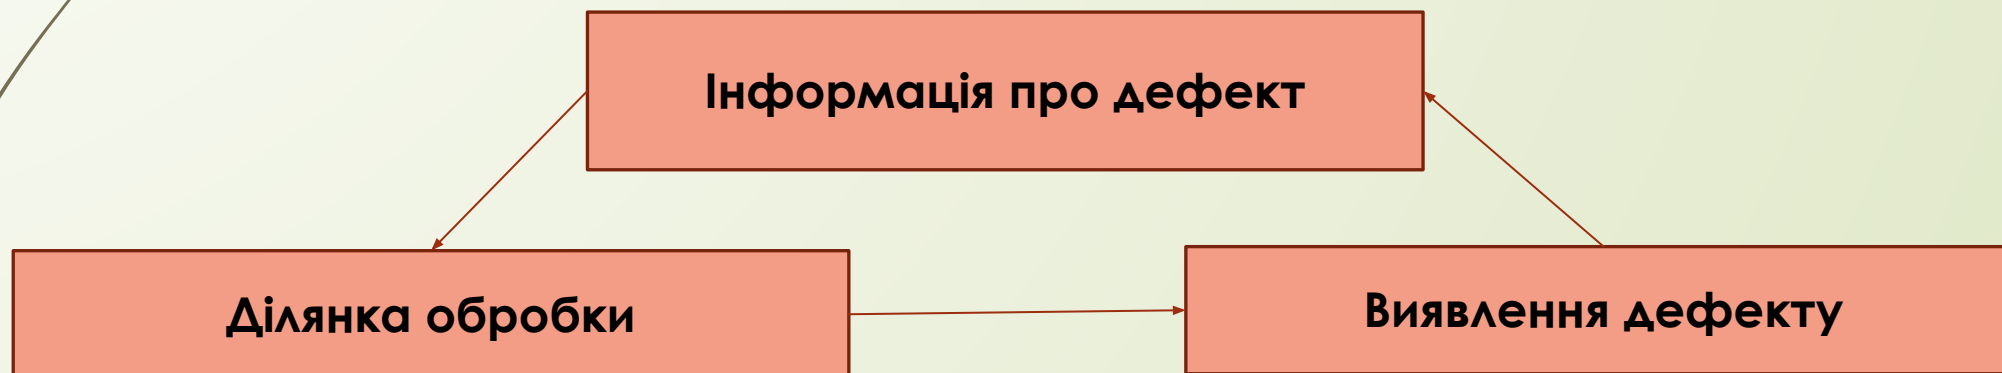 Інформація про дефект
Ділянка обробки
Виявлення дефекту